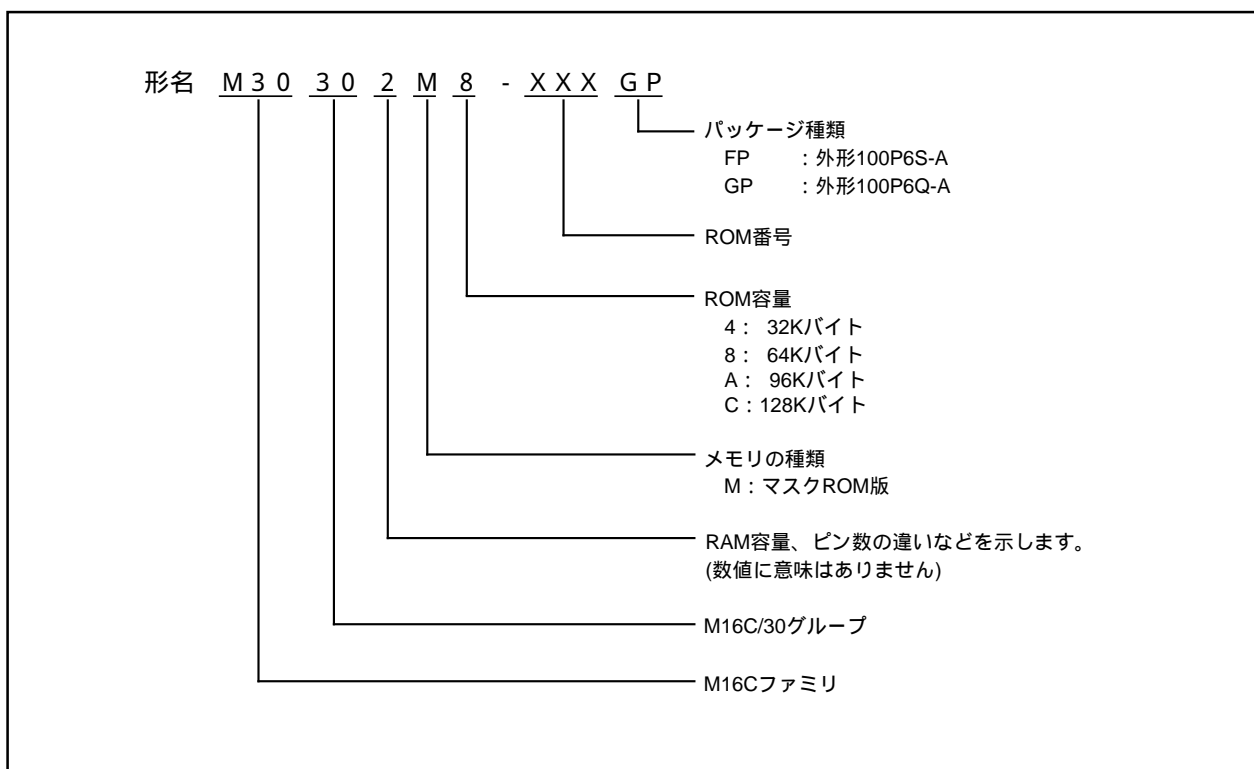 形名 M30 30 2 M 8 - XXX GP
パッケージ種類
FP ：外形100P6S-A
GP ：外形100P6Q-A
ROM番号
ROM容量
4： 32Kバイト
8： 64Kバイト
A： 96Kバイト
C：128Kバイト
メモリの種類
M：マスクROM版
RAM容量、ピン数の違いなどを示します。
(数値に意味はありません)
M16C/30グループ
M16Cファミリ